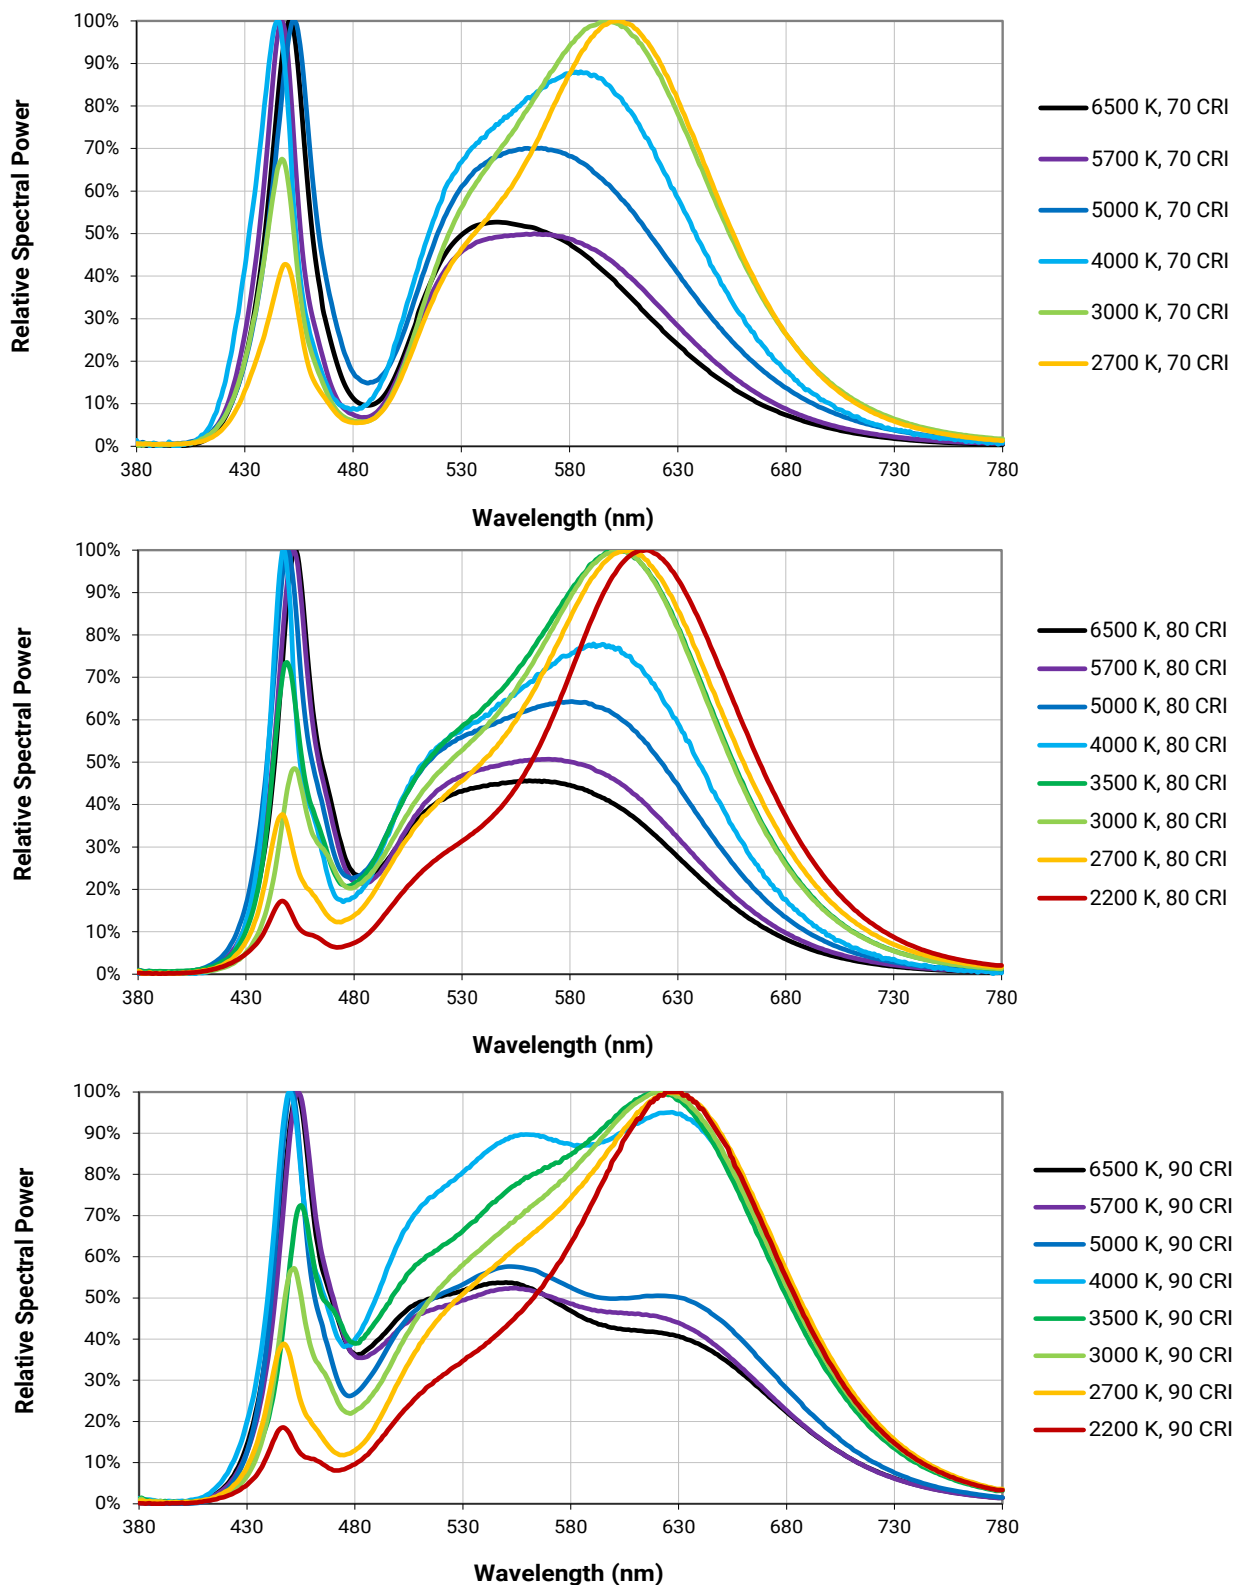 100%
90%
80%
70%
60%
50%
40%
30%
20%
10%
0%
Relative Spectral Power
380 430 480 530 580 630 680 730 780
Wavelength (nm)
6500 K, 70 CRI
5700 K, 70 CRI
5000 K, 70 CRI
4000 K, 70 CRI
3000 K, 70 CRI
2700 K, 70 CRI
100%
90%
80%
70%
60%
50%
40%
30%
20%
10%
0%
Relative Spectral Power
380 430 480 530 580 630 680 730 780
Wavelength (nm)
6500 K, 80 CRI
5700 K, 80 CRI
5000 K, 80 CRI
4000 K, 80 CRI
3500 K, 80 CRI
3000 K, 80 CRI
2700 K, 80 CRI
2200 K, 80 CRI
100%
90%
80%
70%
60%
50%
40%
30%
20%
10%
0%
Relative Spectral Power
380 430 480 530 580 630 680 730 780
Wavelength (nm)
6500 K, 90 CRI
5700 K, 90 CRI
5000 K, 90 CRI
4000 K, 90 CRI
3500 K, 90 CRI
3000 K, 90 CRI
2700 K, 90 CRI
2200 K, 90 CRI